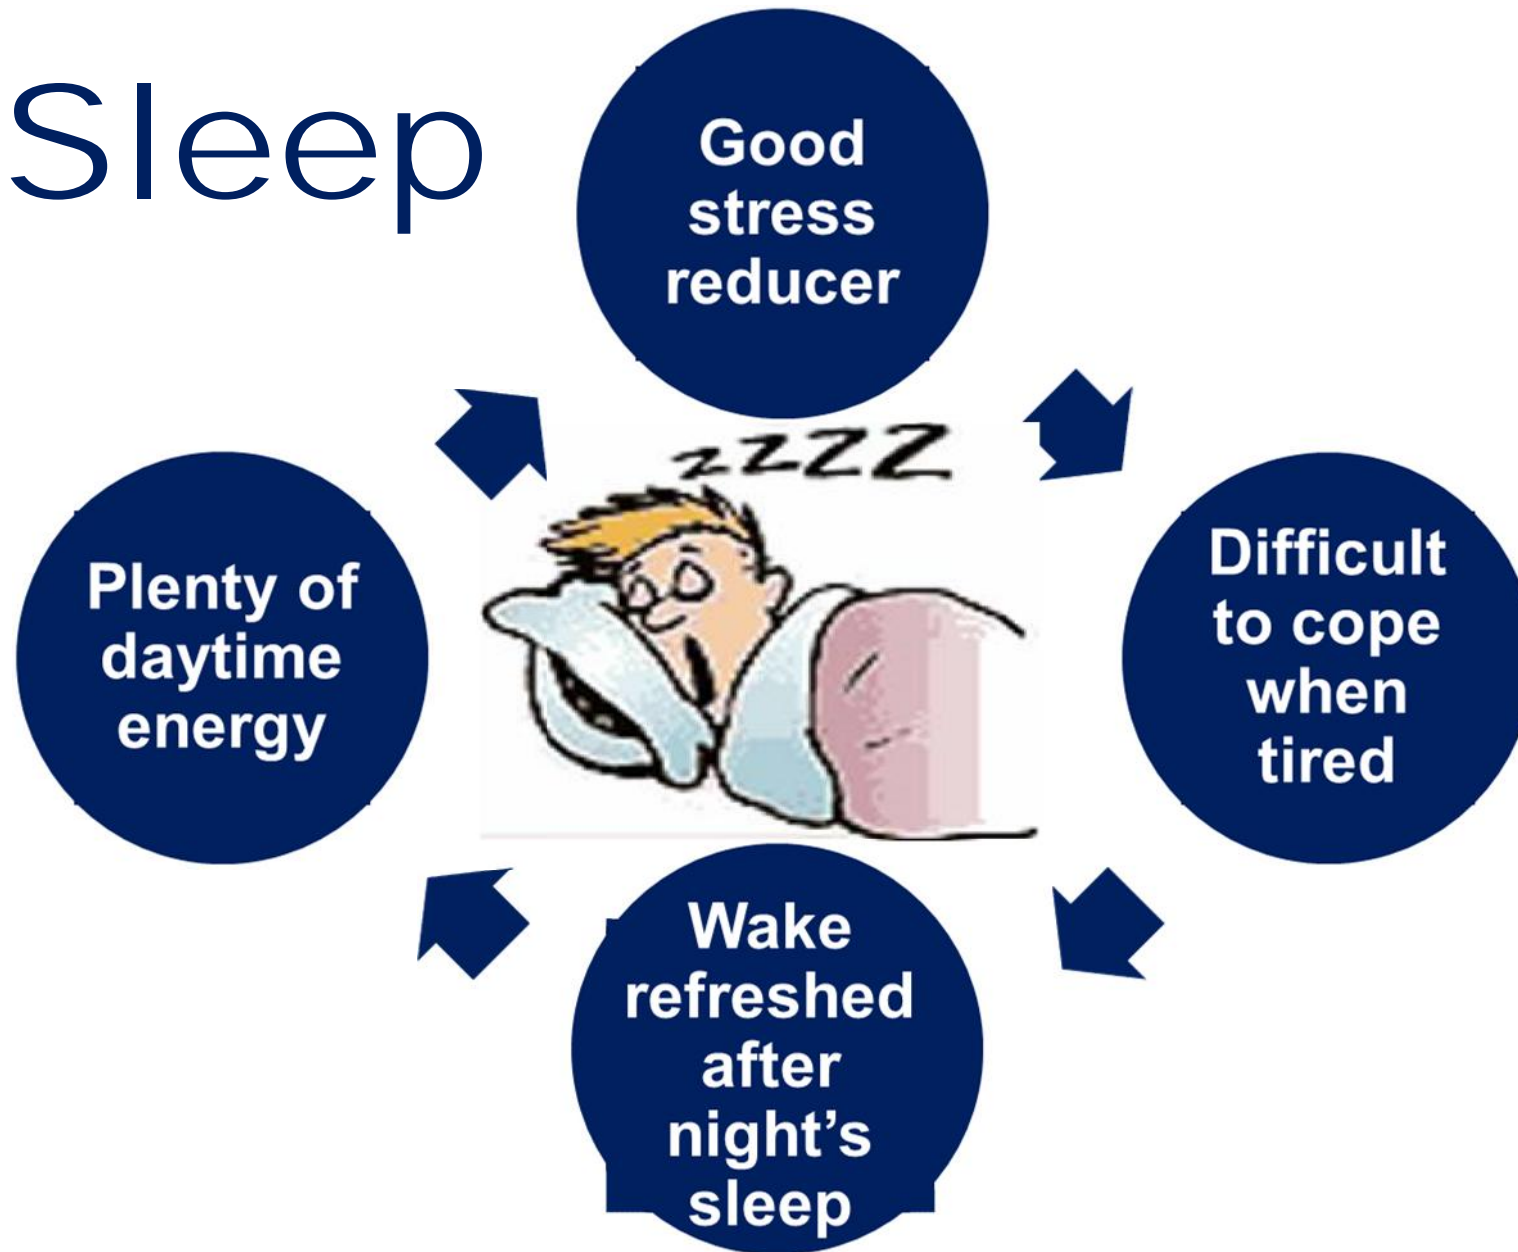 Sleep
Good
stress
reducer
zzzz
Difficult
to cope
when
tired
Wake
refreshed
after
night’s
sleep
Plenty of
daytime
energy